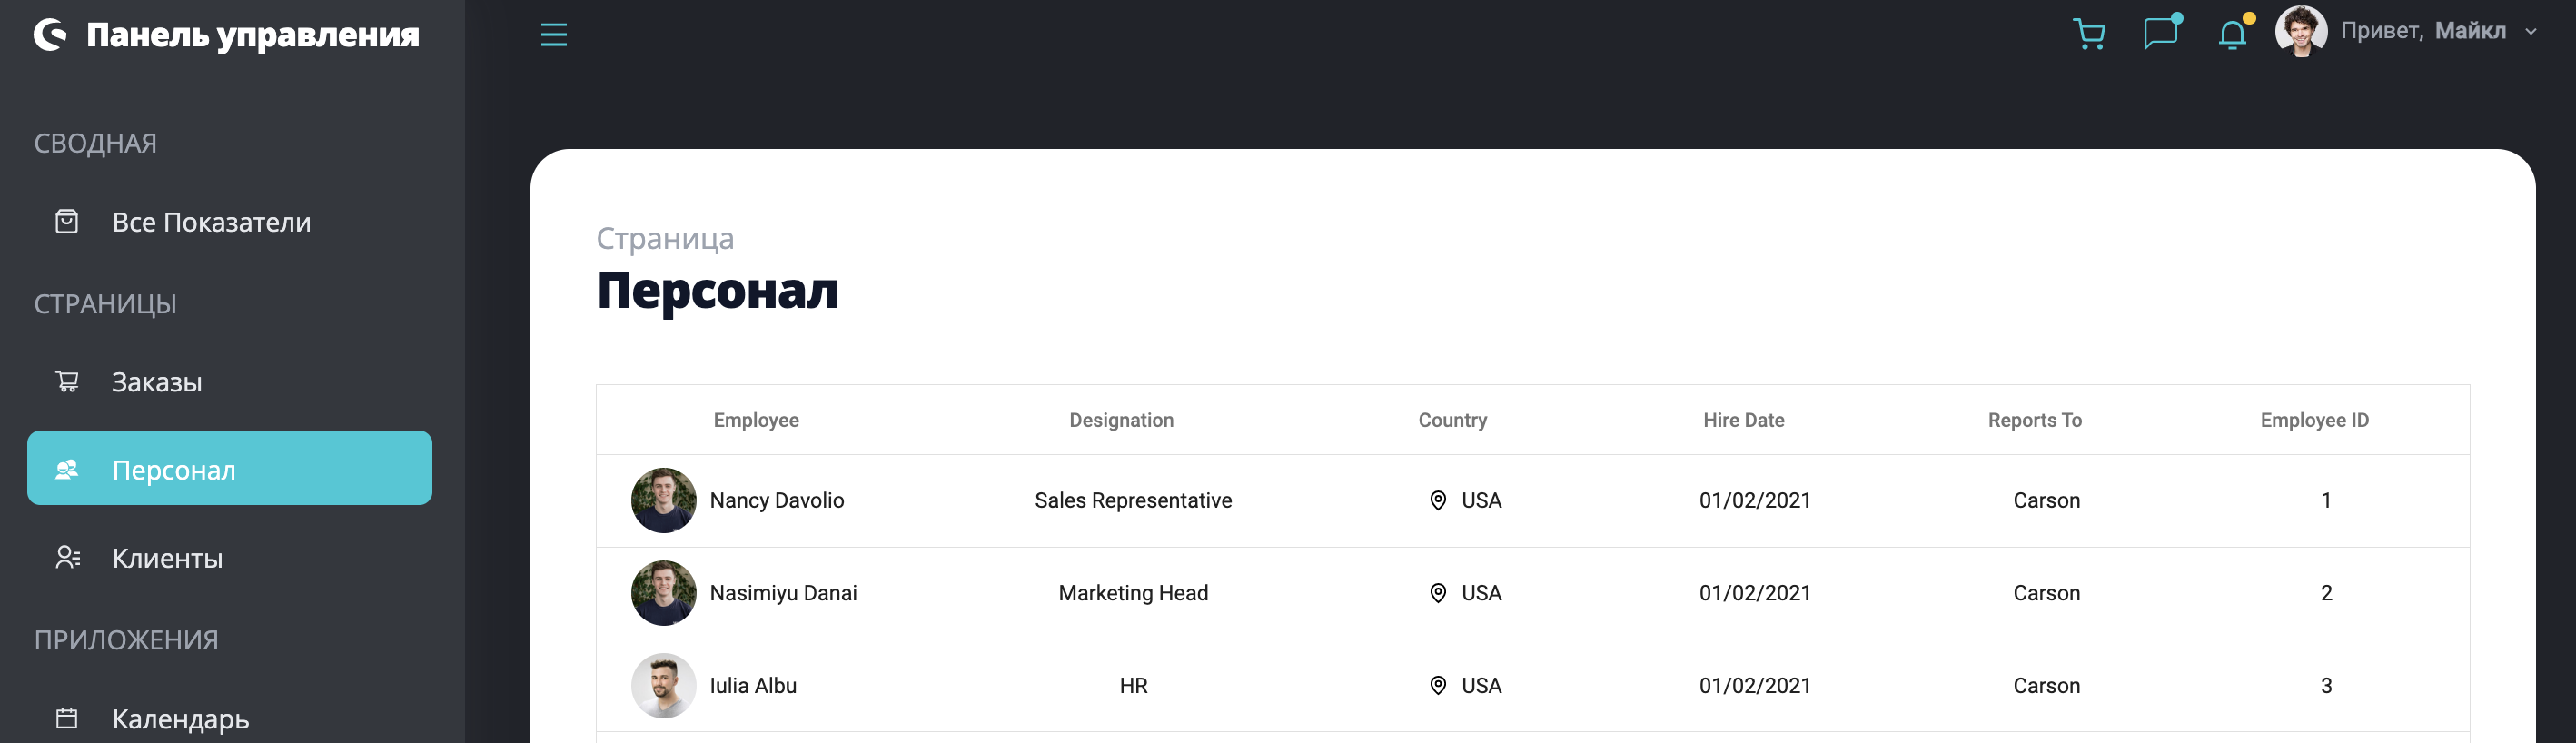 Панель управления
Привет, Майкл
СВОДНАЯ
Все Показатели
СТРАНИЦЫ
Заказы
Персонал
Клиенты
ПРИЛОЖЕНИЯ
Календарь
Страница
Персонал
Employee Designation Country Hire Date Reports To Employee ID
Nancy Davolio Sales Representative USA 01/02/2021 Carson 1
Nasimiyu Danai Marketing Head USA 01/02/2021 Carson 2
Iulia Albu HR USA 01/02/2021 Carson 3